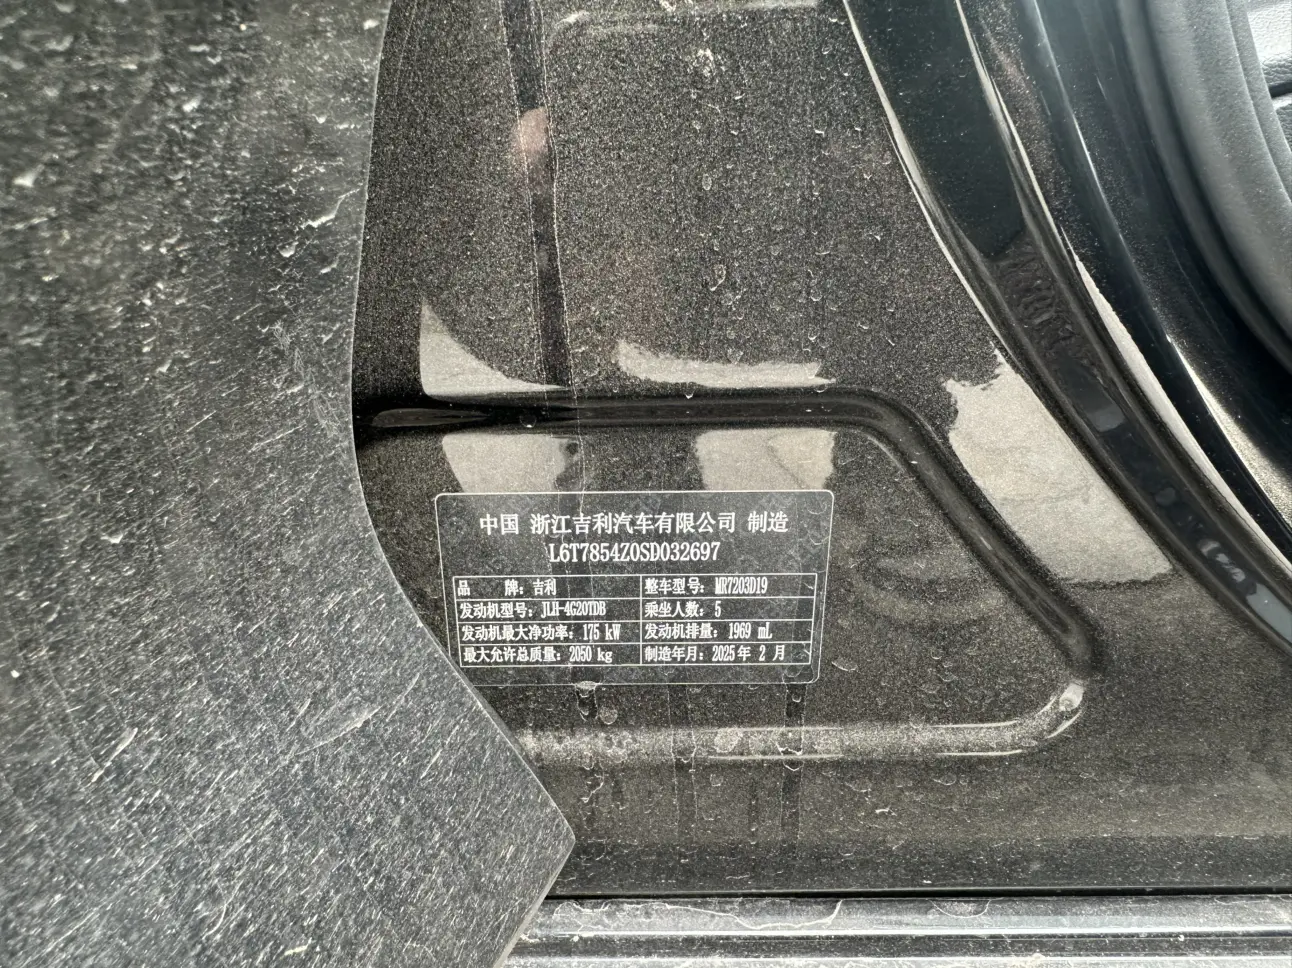 中国 浙江吉利汽车有限公司 制造
L6T7854Z0SD032697
品 牌: 吉利 整车型号: MR7203D19
发动机型号: JLH-4G20TDB 乘坐人数: 5
发动机最大净功率: 175 kW 发动机排量: 1969 mL
最大允许总质量: 2050 kg 制造年月: 2025年 2 月